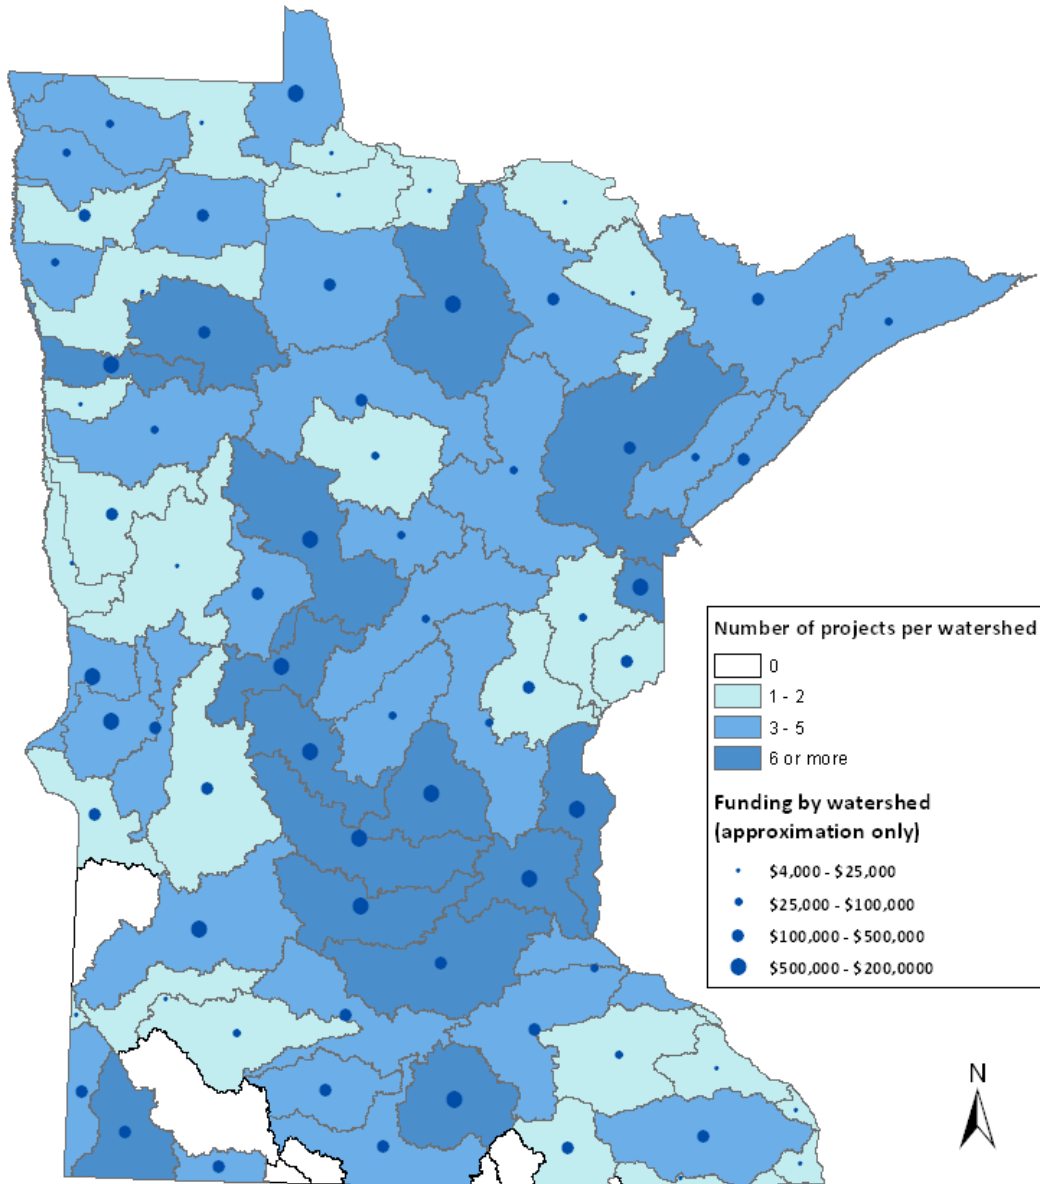 N
Number of projects per watershed
0
1 - 2
3 - 5
6 or more
Funding by watershed
(approximation only)
$4,000 - $25,000
$25,000 - $100,000
$100,000 - $500,000
$500,000 - $200,0000